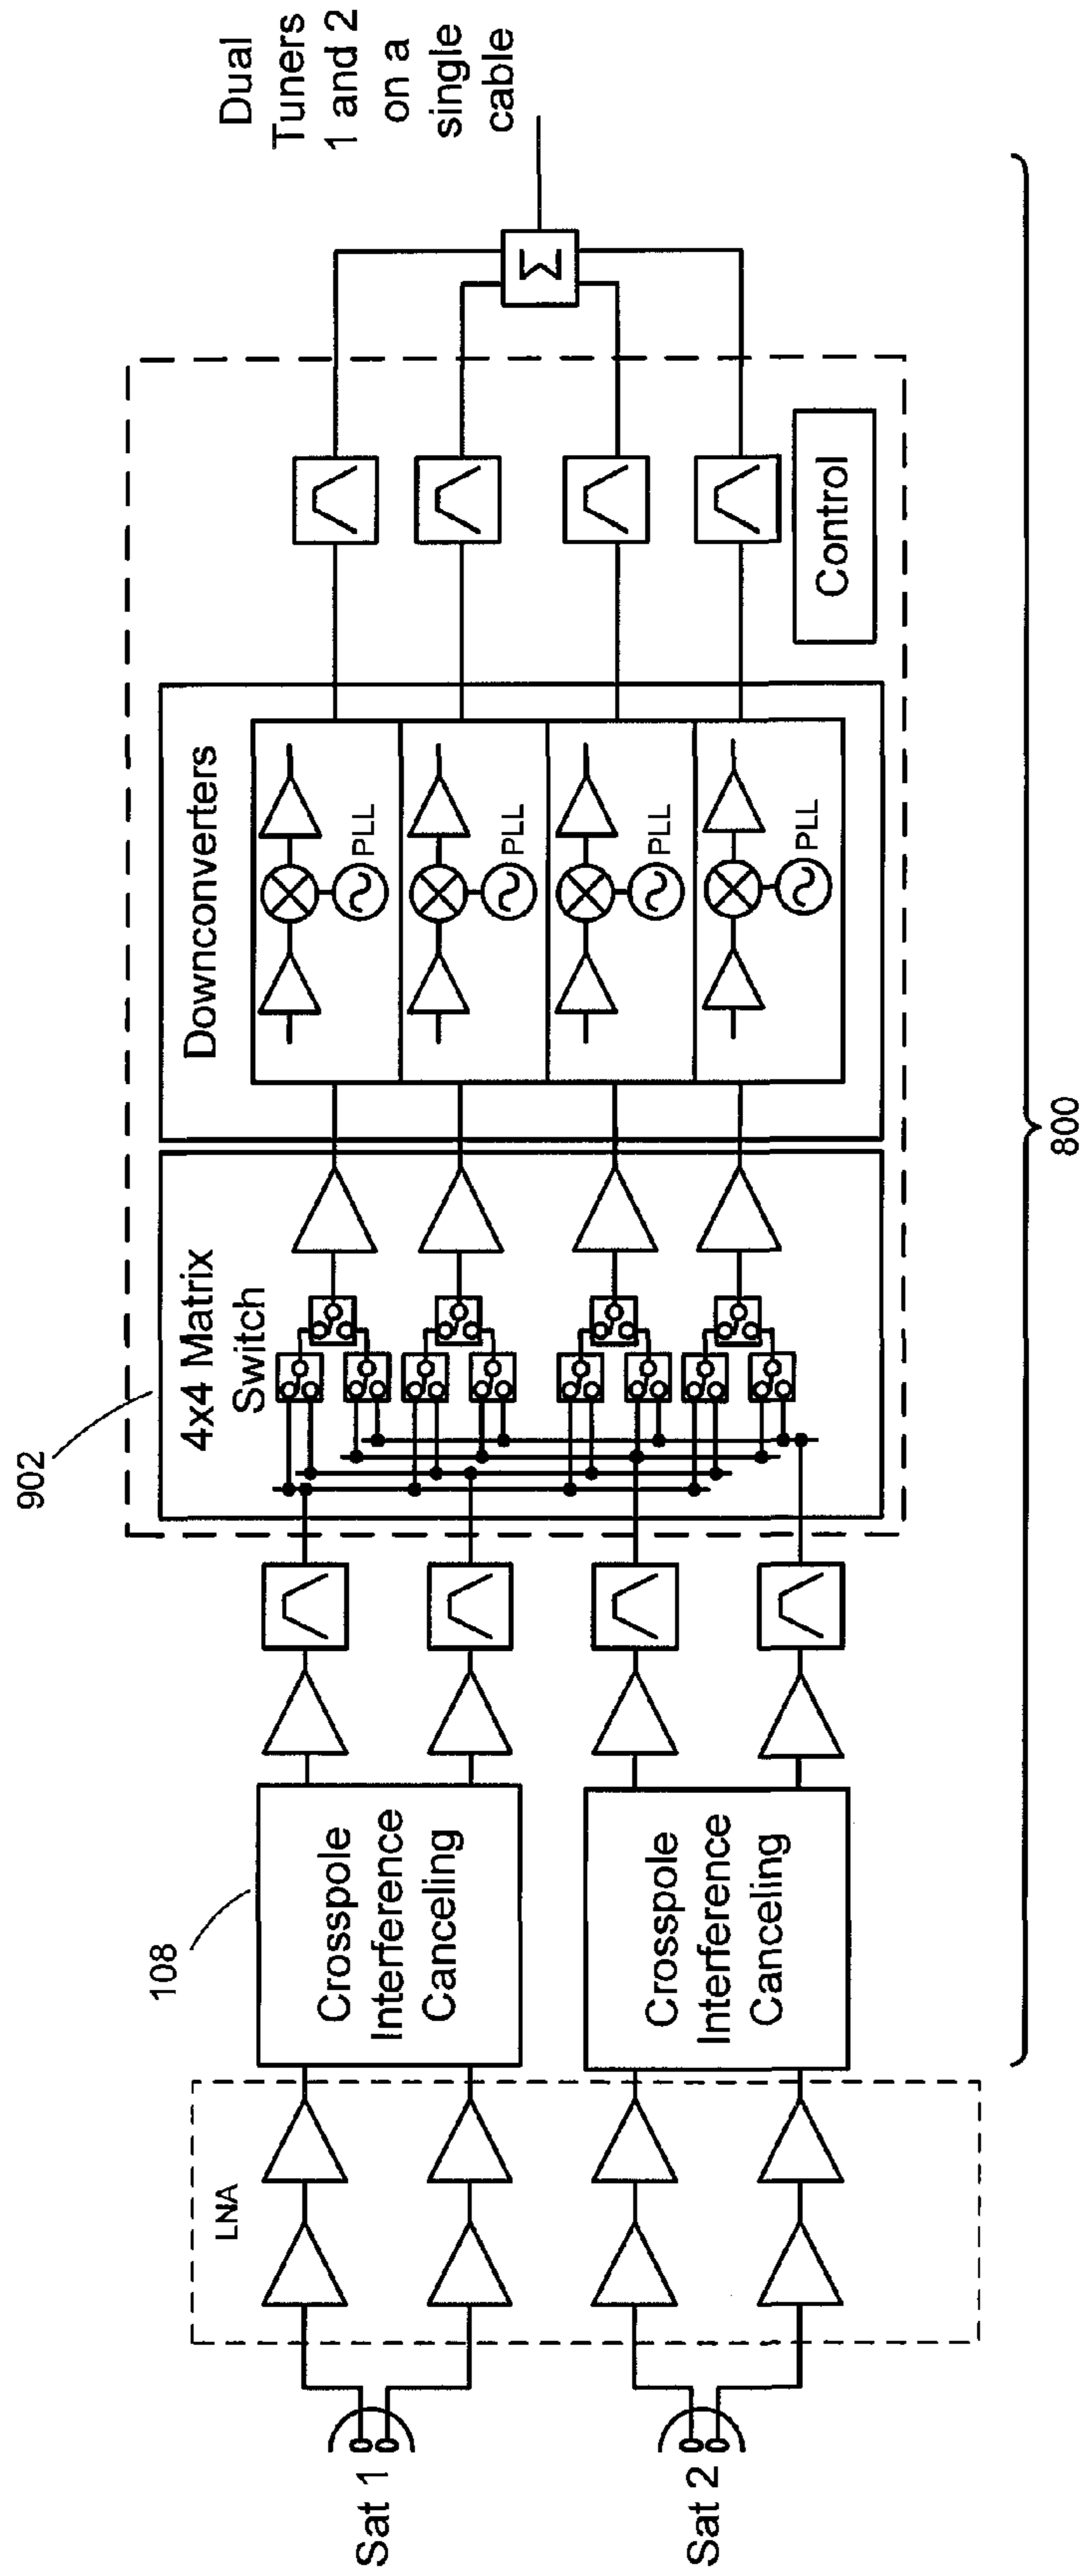 Sat 1
Sat 2
LNA
108
Crosspole
Interference
Canceling
Crosspole
Interference
Canceling
902
4x4 Matrix
Switch
Downconverters
PLL
PLL
PLL
PLL
Control
Σ
Dual
Tuners
1 and 2
on a
single
cable
800